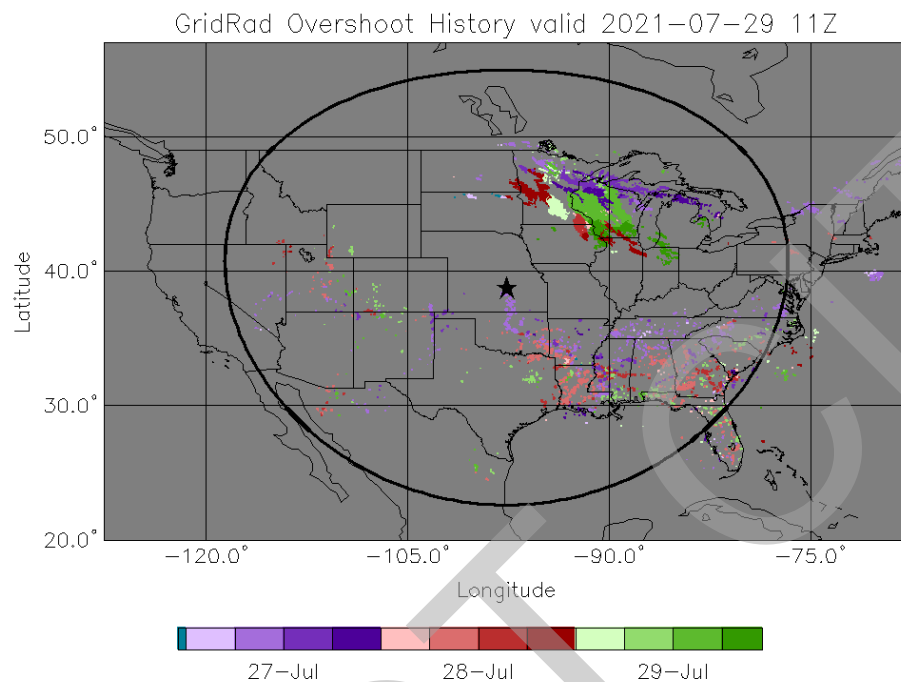 GridRad Overshoot History valid 2021-07-29 11Z
50.0°
40.0°
30.0°
20.0°
-120.0°
-105.0°
-90.0°
-75.0°
Latitude
Longitude
27-Jul
28-Jul
29-Jul